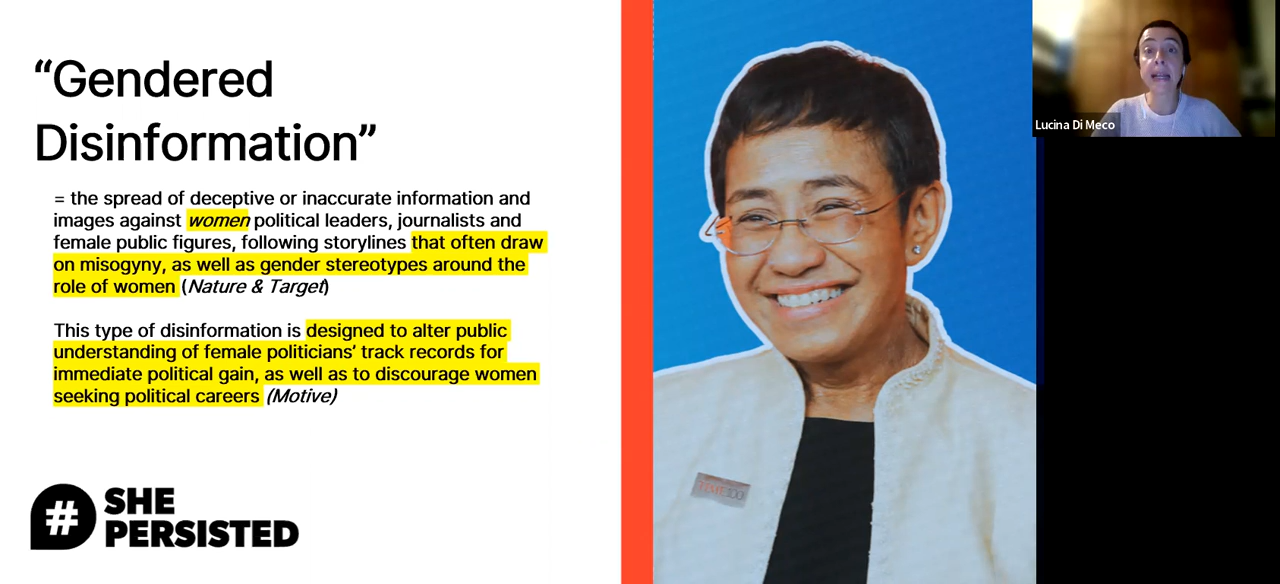 “Gendered
Disinformation”
= the spread of deceptive or inaccurate information and
images against women political leaders, journalists and
female public figures, following storylines that often draw
on misogyny, as well as gender stereotypes around the
role of women (Nature & Target)
This type of disinformation is designed to alter public
understanding of female politicians’ track records for
immediate political gain, as well as to discourage women
seeking political careers (Motive)
#
SHE
PERSISTED
TIME100
Lucina Di Meco